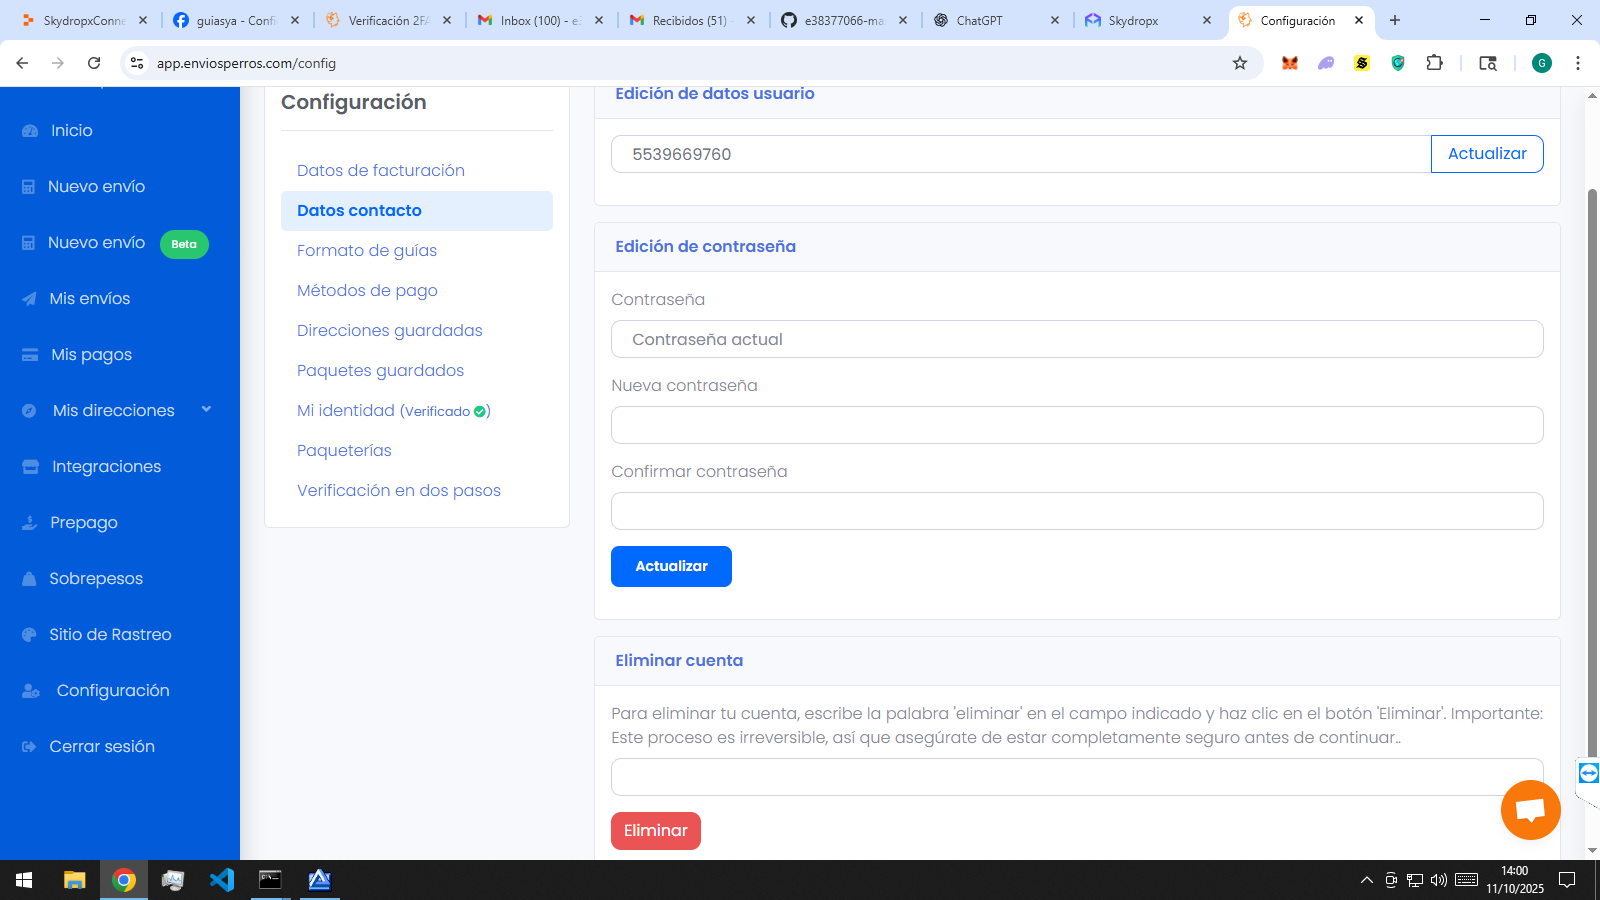 SkydropxConne
guiasya - Confi
Verificación 2FA
Inbox (100) - e3
Recibidos (51) -
e38377066-ma
ChatGPT
Skydropx
Configuración
app.enviosperros.com/config
G
Inicio
Nuevo envío
Nuevo envío Beta
Mis envíos
Mis pagos
Mis direcciones
Integraciones
Prepago
Sobrepesos
Sitio de Rastreo
Configuración
Cerrar sesión
Configuración
Datos de facturación
Datos contacto
Formato de guías
Métodos de pago
Direcciones guardadas
Paquetes guardados
Mi identidad (Verificado)
Paqueterías
Verificación en dos pasos
Edición de datos usuario
5539669760
Actualizar
Edición de contraseña
Contraseña
Contraseña actual
Nueva contraseña
Confirmar contraseña
Actualizar
Eliminar cuenta
Para eliminar tu cuenta, escribe la palabra 'eliminar' en el campo indicado y haz clic en el botón 'Eliminar'. Importante:
Este proceso es irreversible, así que asegúrate de estar completamente seguro antes de continuar..
Eliminar
14:00
11/10/2025